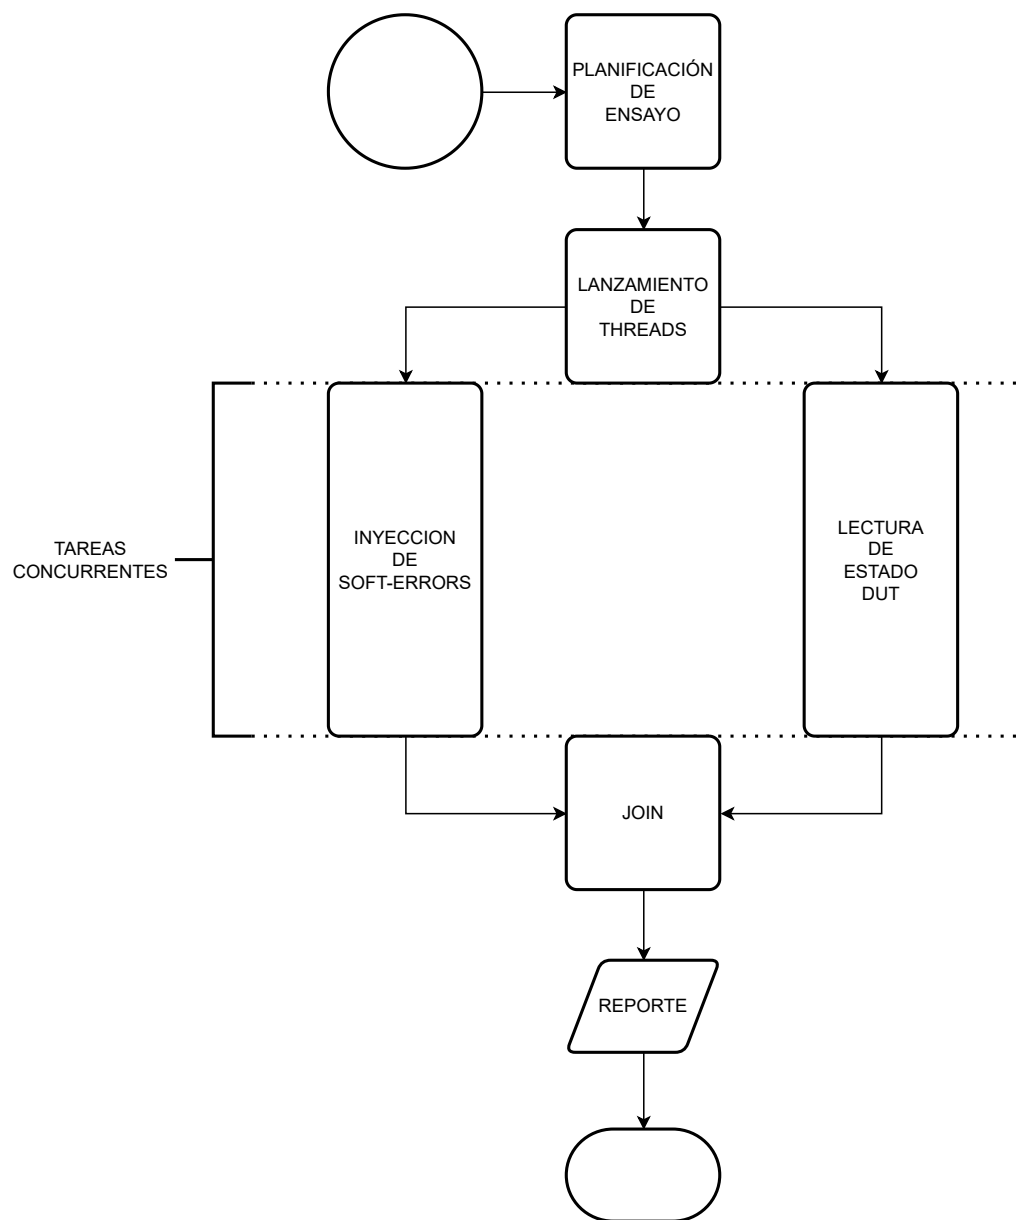 PLANIFICACIÓN
DE
ENSAYO
LANZAMIENTO
DE
THREADS
TAREAS
CONCURRENTES
INYECCION
DE
SOFT-ERRORS
LECTURA
DE
ESTADO
DUT
JOIN
REPORTE